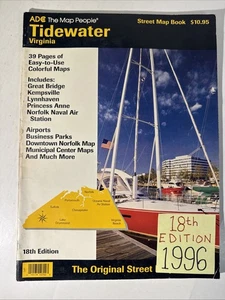 ADC The Map People®
Street Map Book $10.95
Tidewater
Virginia
39 Pages of
Easy-to-Use
Colorful Maps
Includes:
Great Bridge
Kempsville
Lynnhaven
Princess Anne
Norfolk Naval Air
Station
Airports
Business Parks
Downtown Norfolk Map
Municipal Center Maps
And Much More
18th Edition
18th
EDITION
1996
The Original Street